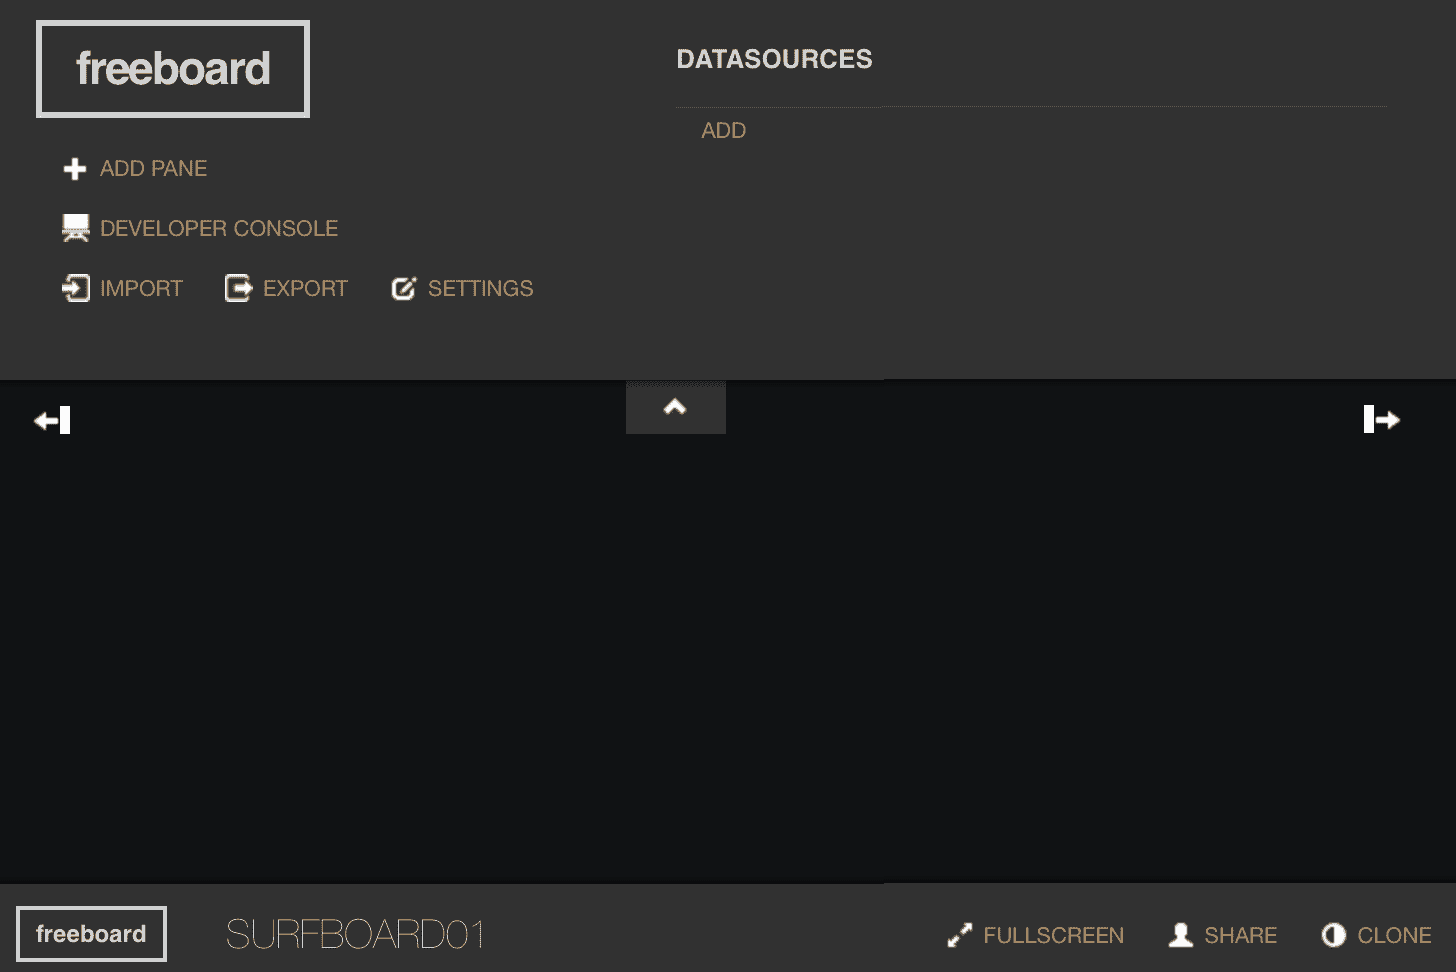 freeboard
DATASOURCES
ADD
ADD PANE
DEVELOPER CONSOLE
IMPORT EXPORT SETTINGS
freeboard SURFBOARD01 FULLSCREEN SHARE CLONE